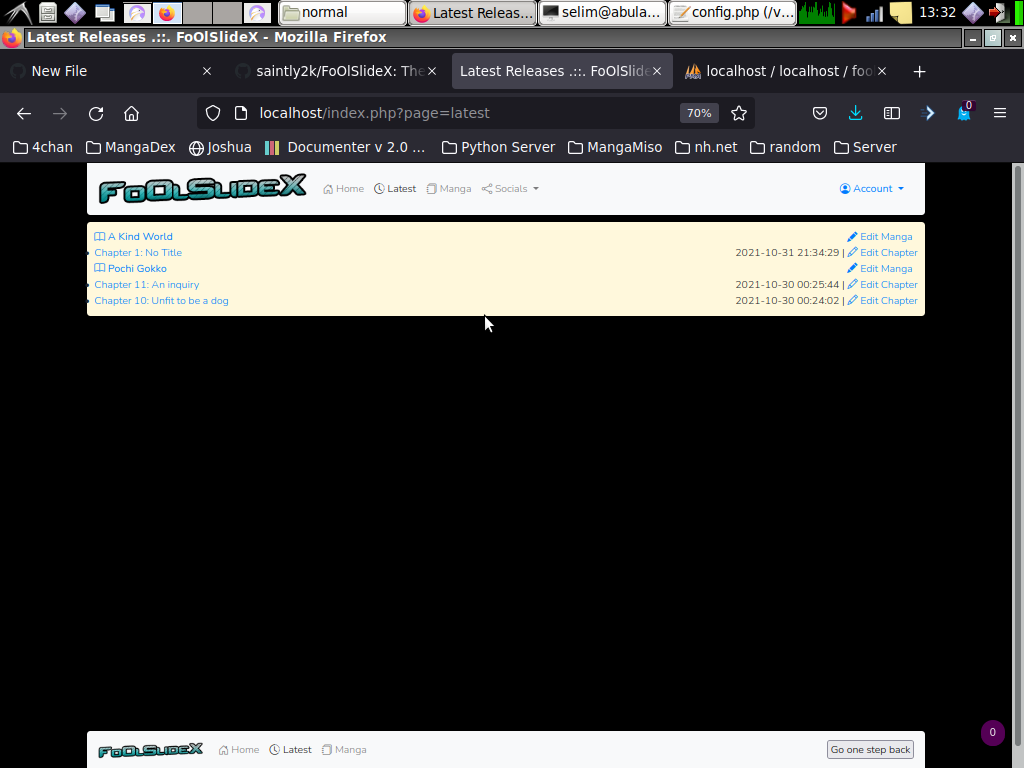 normal
Latest Releas...
selim@abula...
config.php (/v...
13:32
Latest Releases .::. FoOlSlideX - Mozilla Firefox
New File
saintly2k/FoOlSlideX: The
Latest Releases .::. FoOlSlide
localhost / localhost / foo
localhost/index.php?page=latest
70%
0
4chan
MangaDex
Joshua
Documenter v 2.0 ...
Python Server
MangaMiso
nh.net
random
Server
FoOlSlideX
Home
Latest
Manga
Socials
Account
A Kind World
Edit Manga
Chapter 1: No Title
2021-10-31 21:34:29 | Edit Chapter
Pochi Gokko
Edit Manga
Chapter 11: An inquiry
2021-10-30 00:25:44 | Edit Chapter
Chapter 10: Unfit to be a dog
2021-10-30 00:24:02 | Edit Chapter
0
FoOlSlideX
Home
Latest
Manga
Go one step back